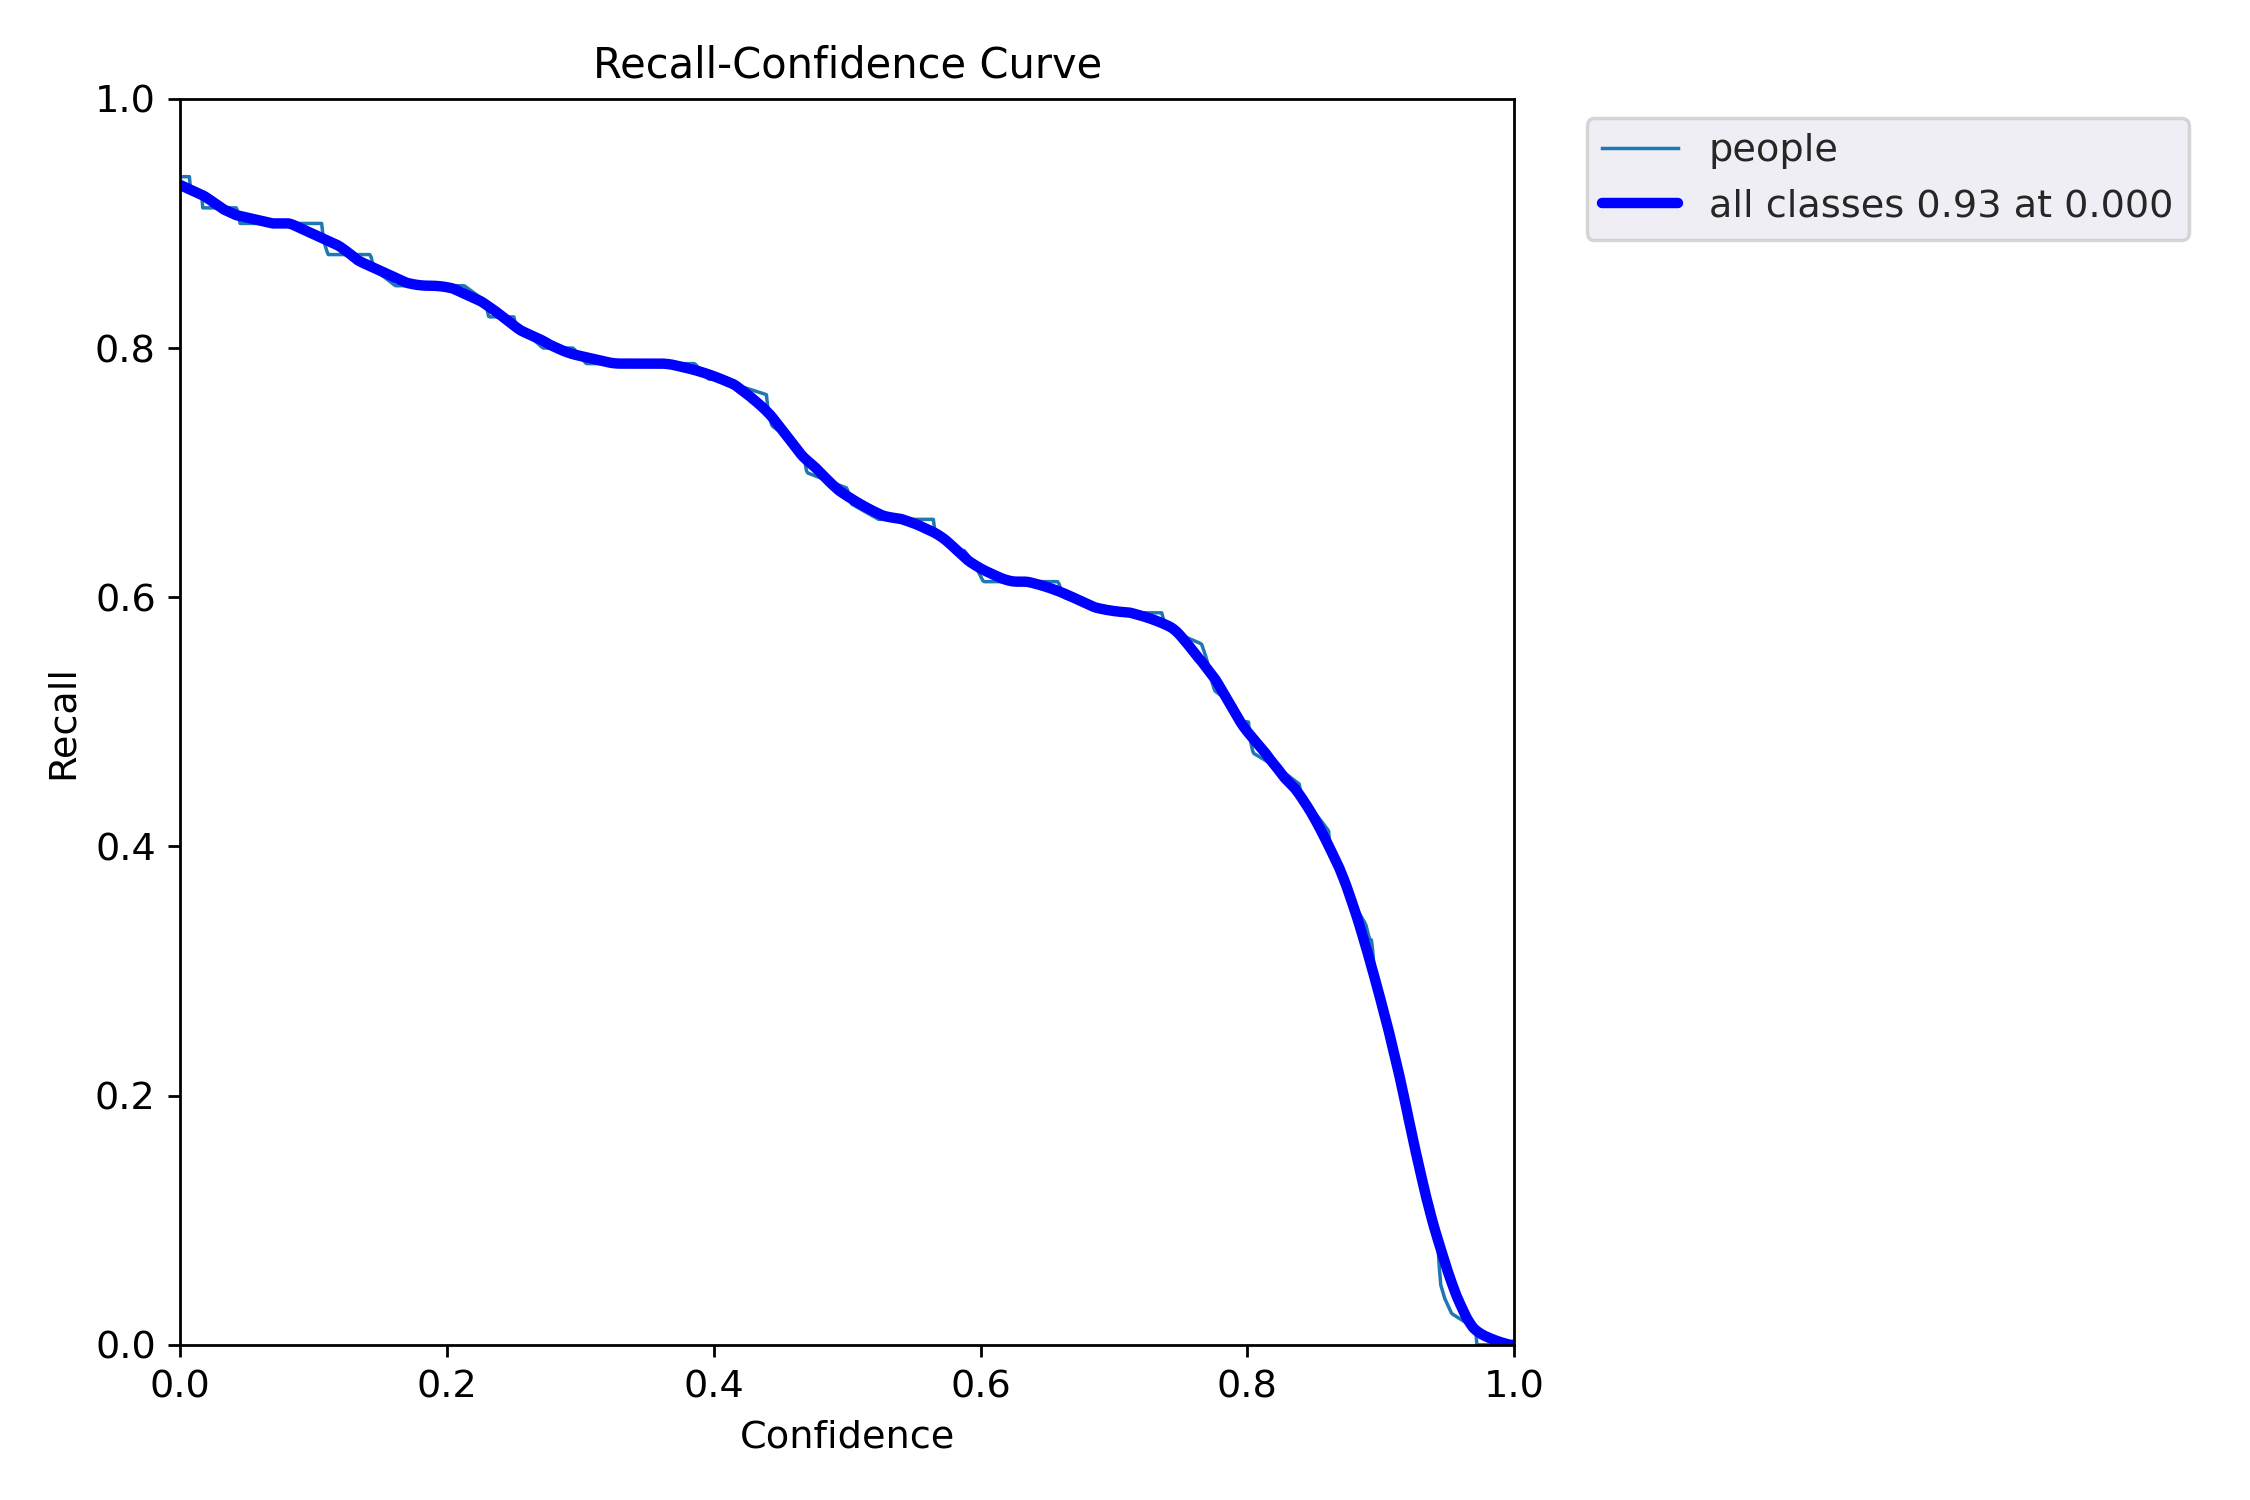 Recall-Confidence Curve
1.0
0.8
0.6
0.4
0.2
0.0
Recall
0.0 0.2 0.4 0.6 0.8 1.0
Confidence
people
all classes 0.93 at 0.000